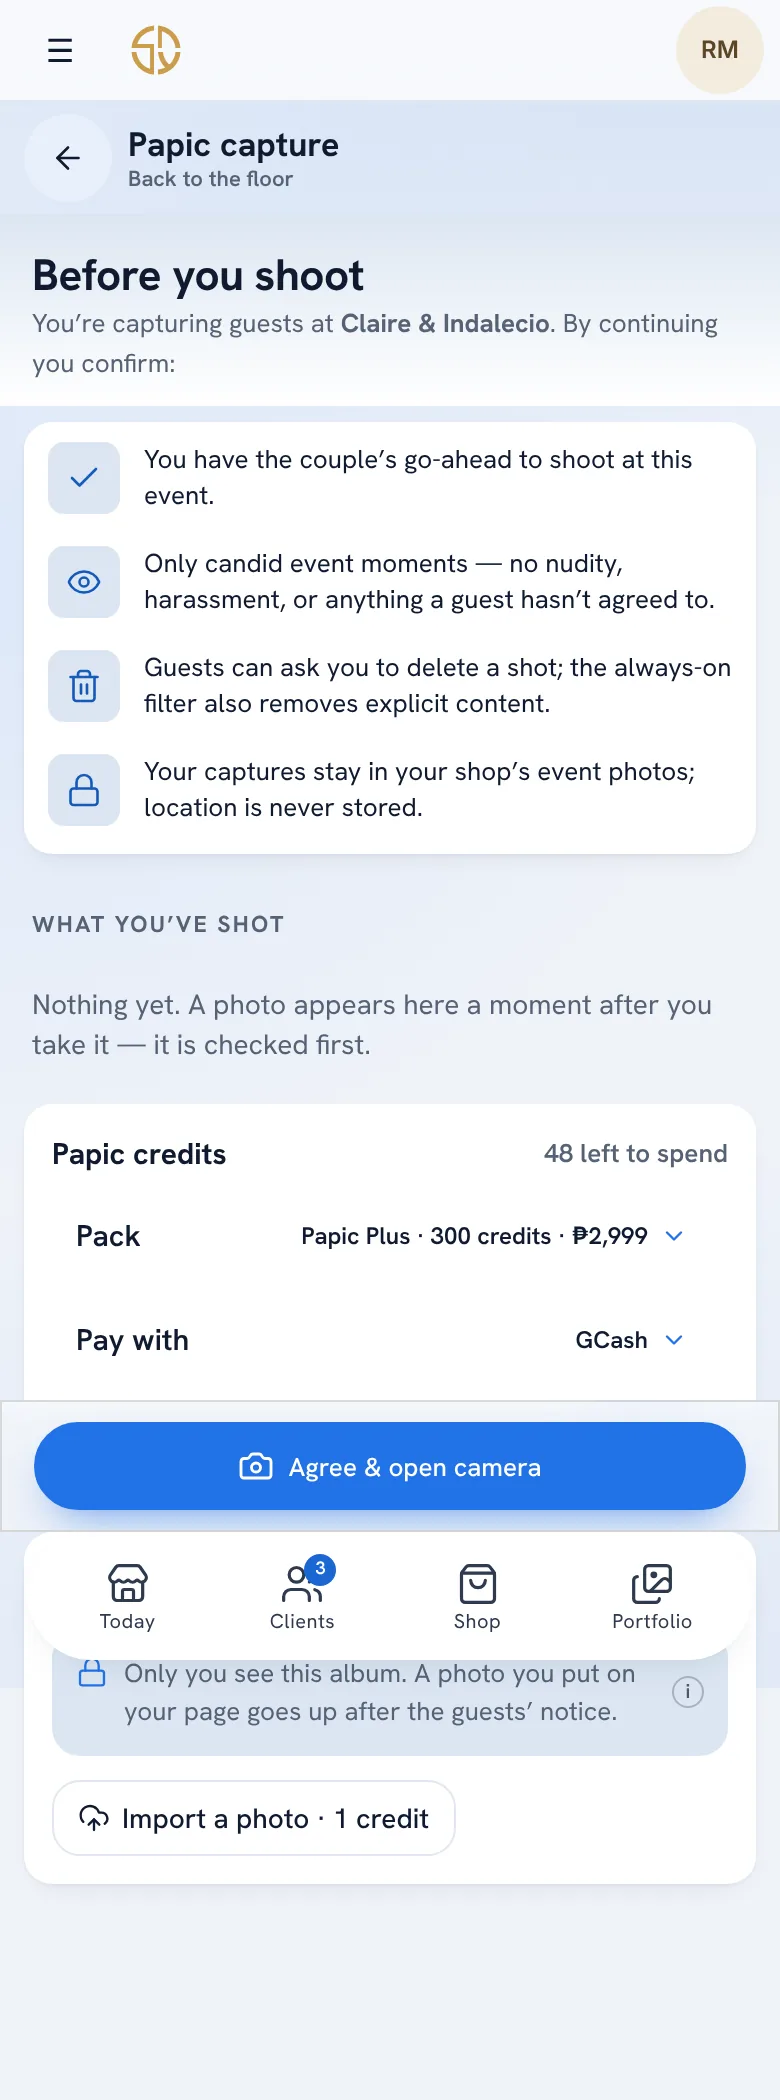 RM
Papic capture
Back to the floor
Before you shoot
You’re capturing guests at Claire & Indalecio. By continuing
you confirm:
You have the couple’s go-ahead to shoot at this
event.
Only candid event moments — no nudity,
harassment, or anything a guest hasn’t agreed to.
Guests can ask you to delete a shot; the always-on
filter also removes explicit content.
Your captures stay in your shop’s event photos;
location is never stored.
WHAT YOU’VE SHOT
Nothing yet. A photo appears here a moment after you
take it — it is checked first.
Papic credits
48 left to spend
Pack
Papic Plus · 300 credits · ₱2,999
Pay with
GCash
Agree & open camera
3
Today
Clients
Shop
Portfolio
Only you see this album. A photo you put on
your page goes up after the guests’ notice.
Import a photo · 1 credit